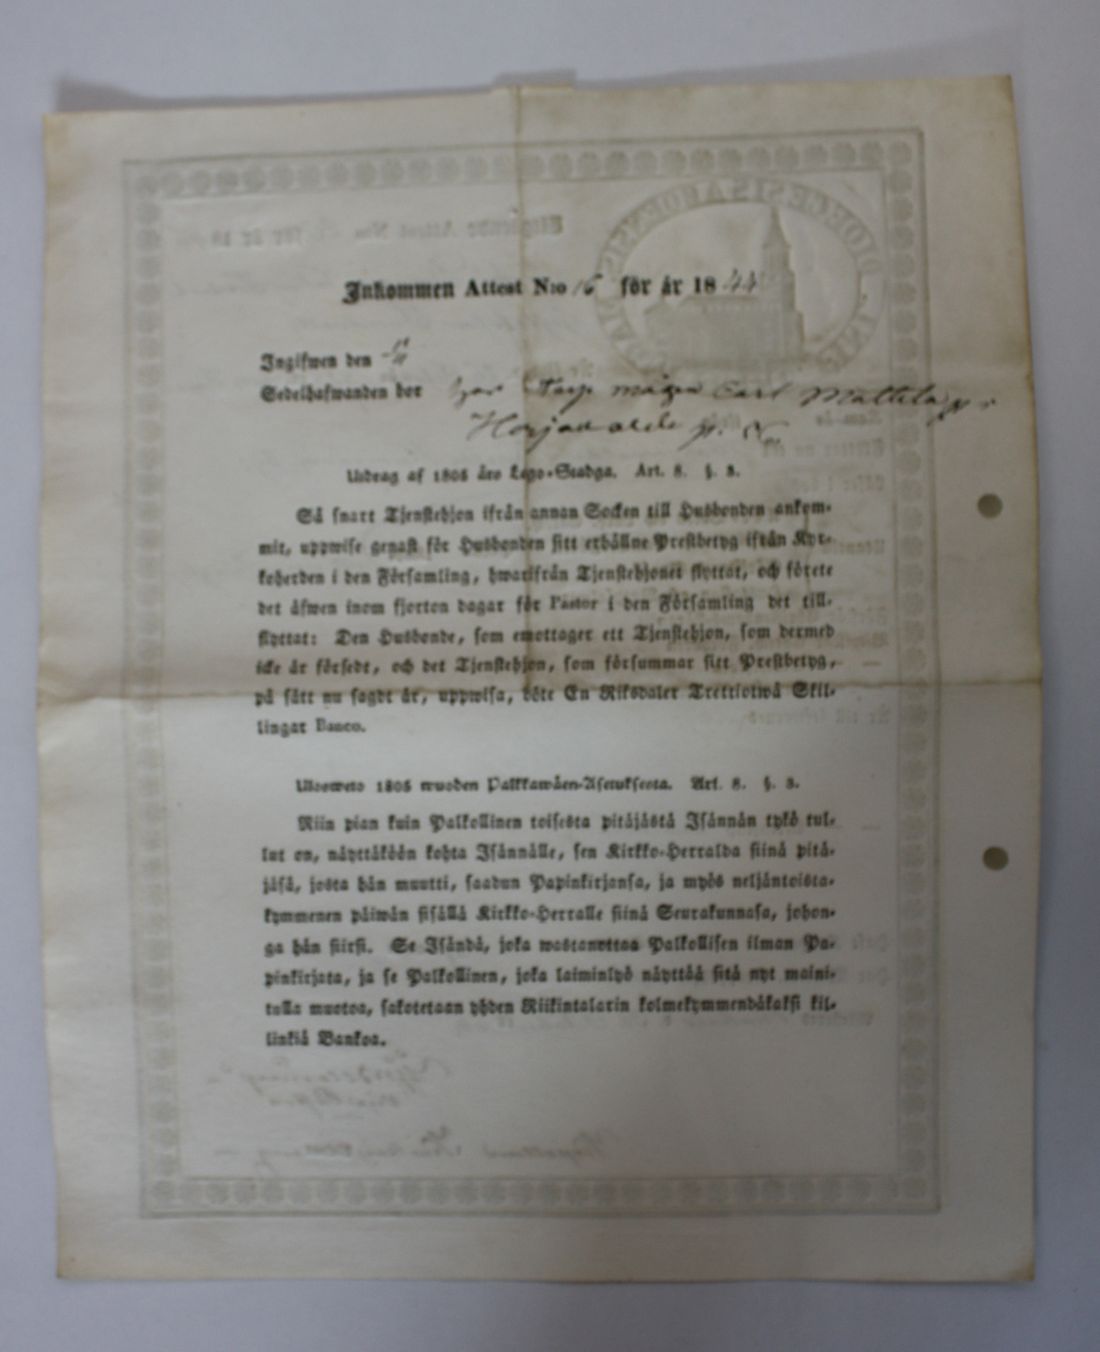 Inkommen Attest N:o 16 för år 1844
Ingifwen den
Sedelhafwanden bor hos Torp mågen Carl Mattila
Utdrag af 1805 års Lego-Stadga. Art. 8. §. 3.
Så snart Tjenstehjon ifrån annan Socken till Husbonden ankom-
mit, uppwise genast för Husbonden sitt erhållne Prestbetyg ifrån Kyr-
koherden i den Församling, hwarifrån Tjenstehjonet flyttat, och förete
det äfwen inom fjorton dagar för Pastor i den Församling det till-
flyttat: Den Husbonde, som emottager ett Tjenstehjon, som dermed
icke är försedt, och det Tjenstehjon, som försummar sitt Prestbetyg,
på sätt nu sagdt är, uppwisa, böte En Riksdaler Trettiotwå Skil-
lingar Banco.
Ulosweto 1805 wuoden Palkkawäen-Asetuksesta. Art. 8. §. 3.
Niin pian kuin Palkollinen toisesta pitäjästä Isännän tykö tul-
lut on, näyttäköön kohta Isännälle, sen Kirkko-Herralda siinä pitä-
jäsä, josta hän muutti, saadun Papinkirjansa, ja myös neljäntoista-
kymmenen päiwän sisällä Kirkko-Herralle siinä Seurakunnasa, johon-
ga hän siirsi. Se Isändä, joka wastanottaa Palkollisen ilman Pa-
pinkirjata, ja se Palkollinen, joka laiminlyö näyttää sitä nyt maini-
tulla muotoa, sakotetaan yhden Riikintalarin kolmekymmendäkaksi kil-
linkiä Bankoa.